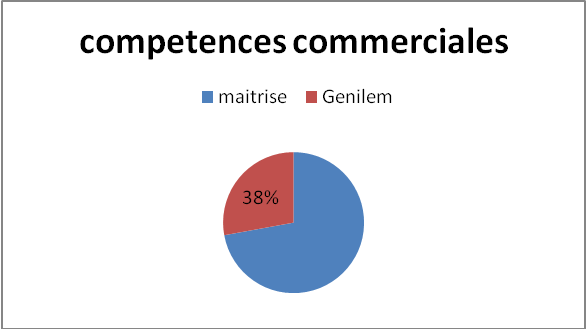 competences commerciales
maitrise Genilem
38%